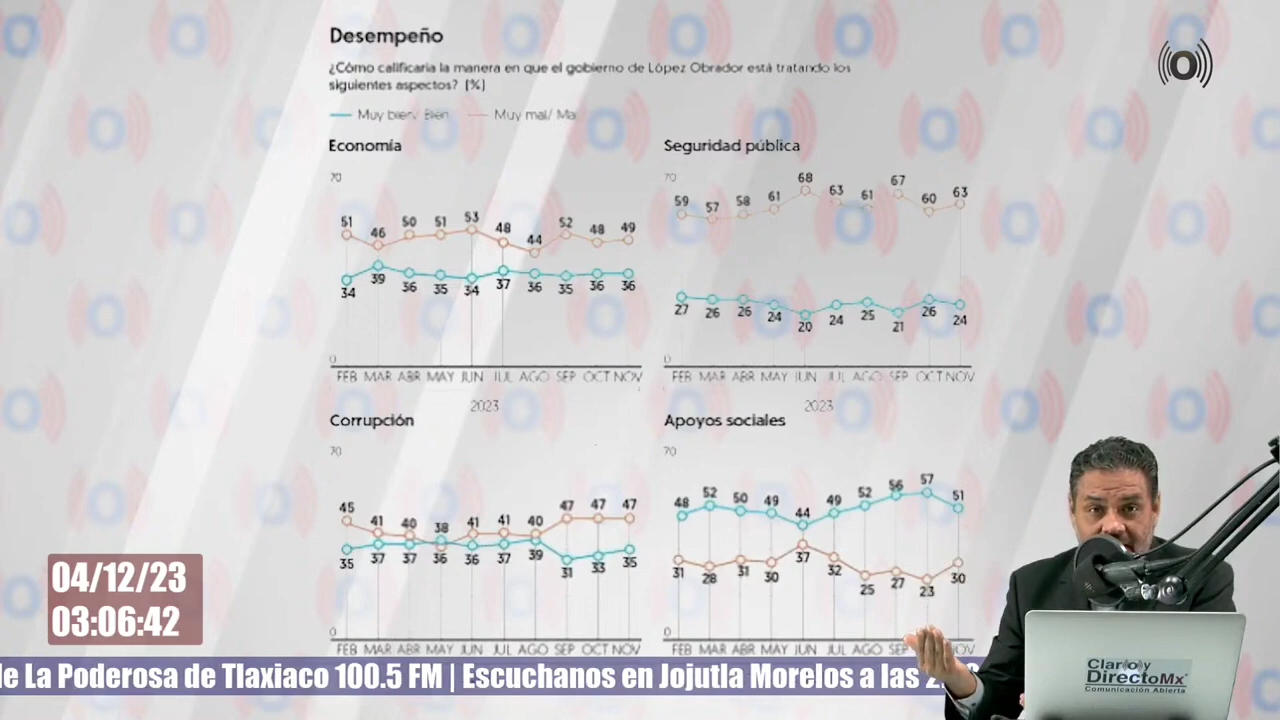 Desempeño
¿Cómo calificaría la manera en que el gobierno de López Obrador está tratando los
siguientes aspectos? (%)
Muy bien/ Bien Muy mal/ Ma
Economía
70
51 46 50 51 53 48 44 52 48 49
34 39 36 35 34 37 36 35 36 36
0
FEB MAR ABR MAY JUN JUL AGO SEP OCT NOV
2023
Seguridad pública
70
59 57 58 61 68 63 61 67 60 63
27 26 26 24 20 24 25 21 26 24
0
FEB MAR ABR MAY JUN JUL AGO SEP OCT NOV
2023
Corrupción
70
45 41 40 38 41 41 40 47 47 47
35 37 37 36 36 37 39 31 33 35
0
FEB MAR ABR MAY JUN JUL AGO SEP OCT NOV
Apoyos sociales
70
48 52 50 49 44 49 52 56 57 51
31 28 31 30 37 32 25 27 23 30
0
FEB MAR ABR MAY JUN JUL AGO SEP OCT NOV
04/12/23
03:06:42
de La Poderosa de Tlaxiaco 100.5 FM | Escuchanos en Jojutla Morelos a las
Claro y
DirectoMx
Comunicación Abierta